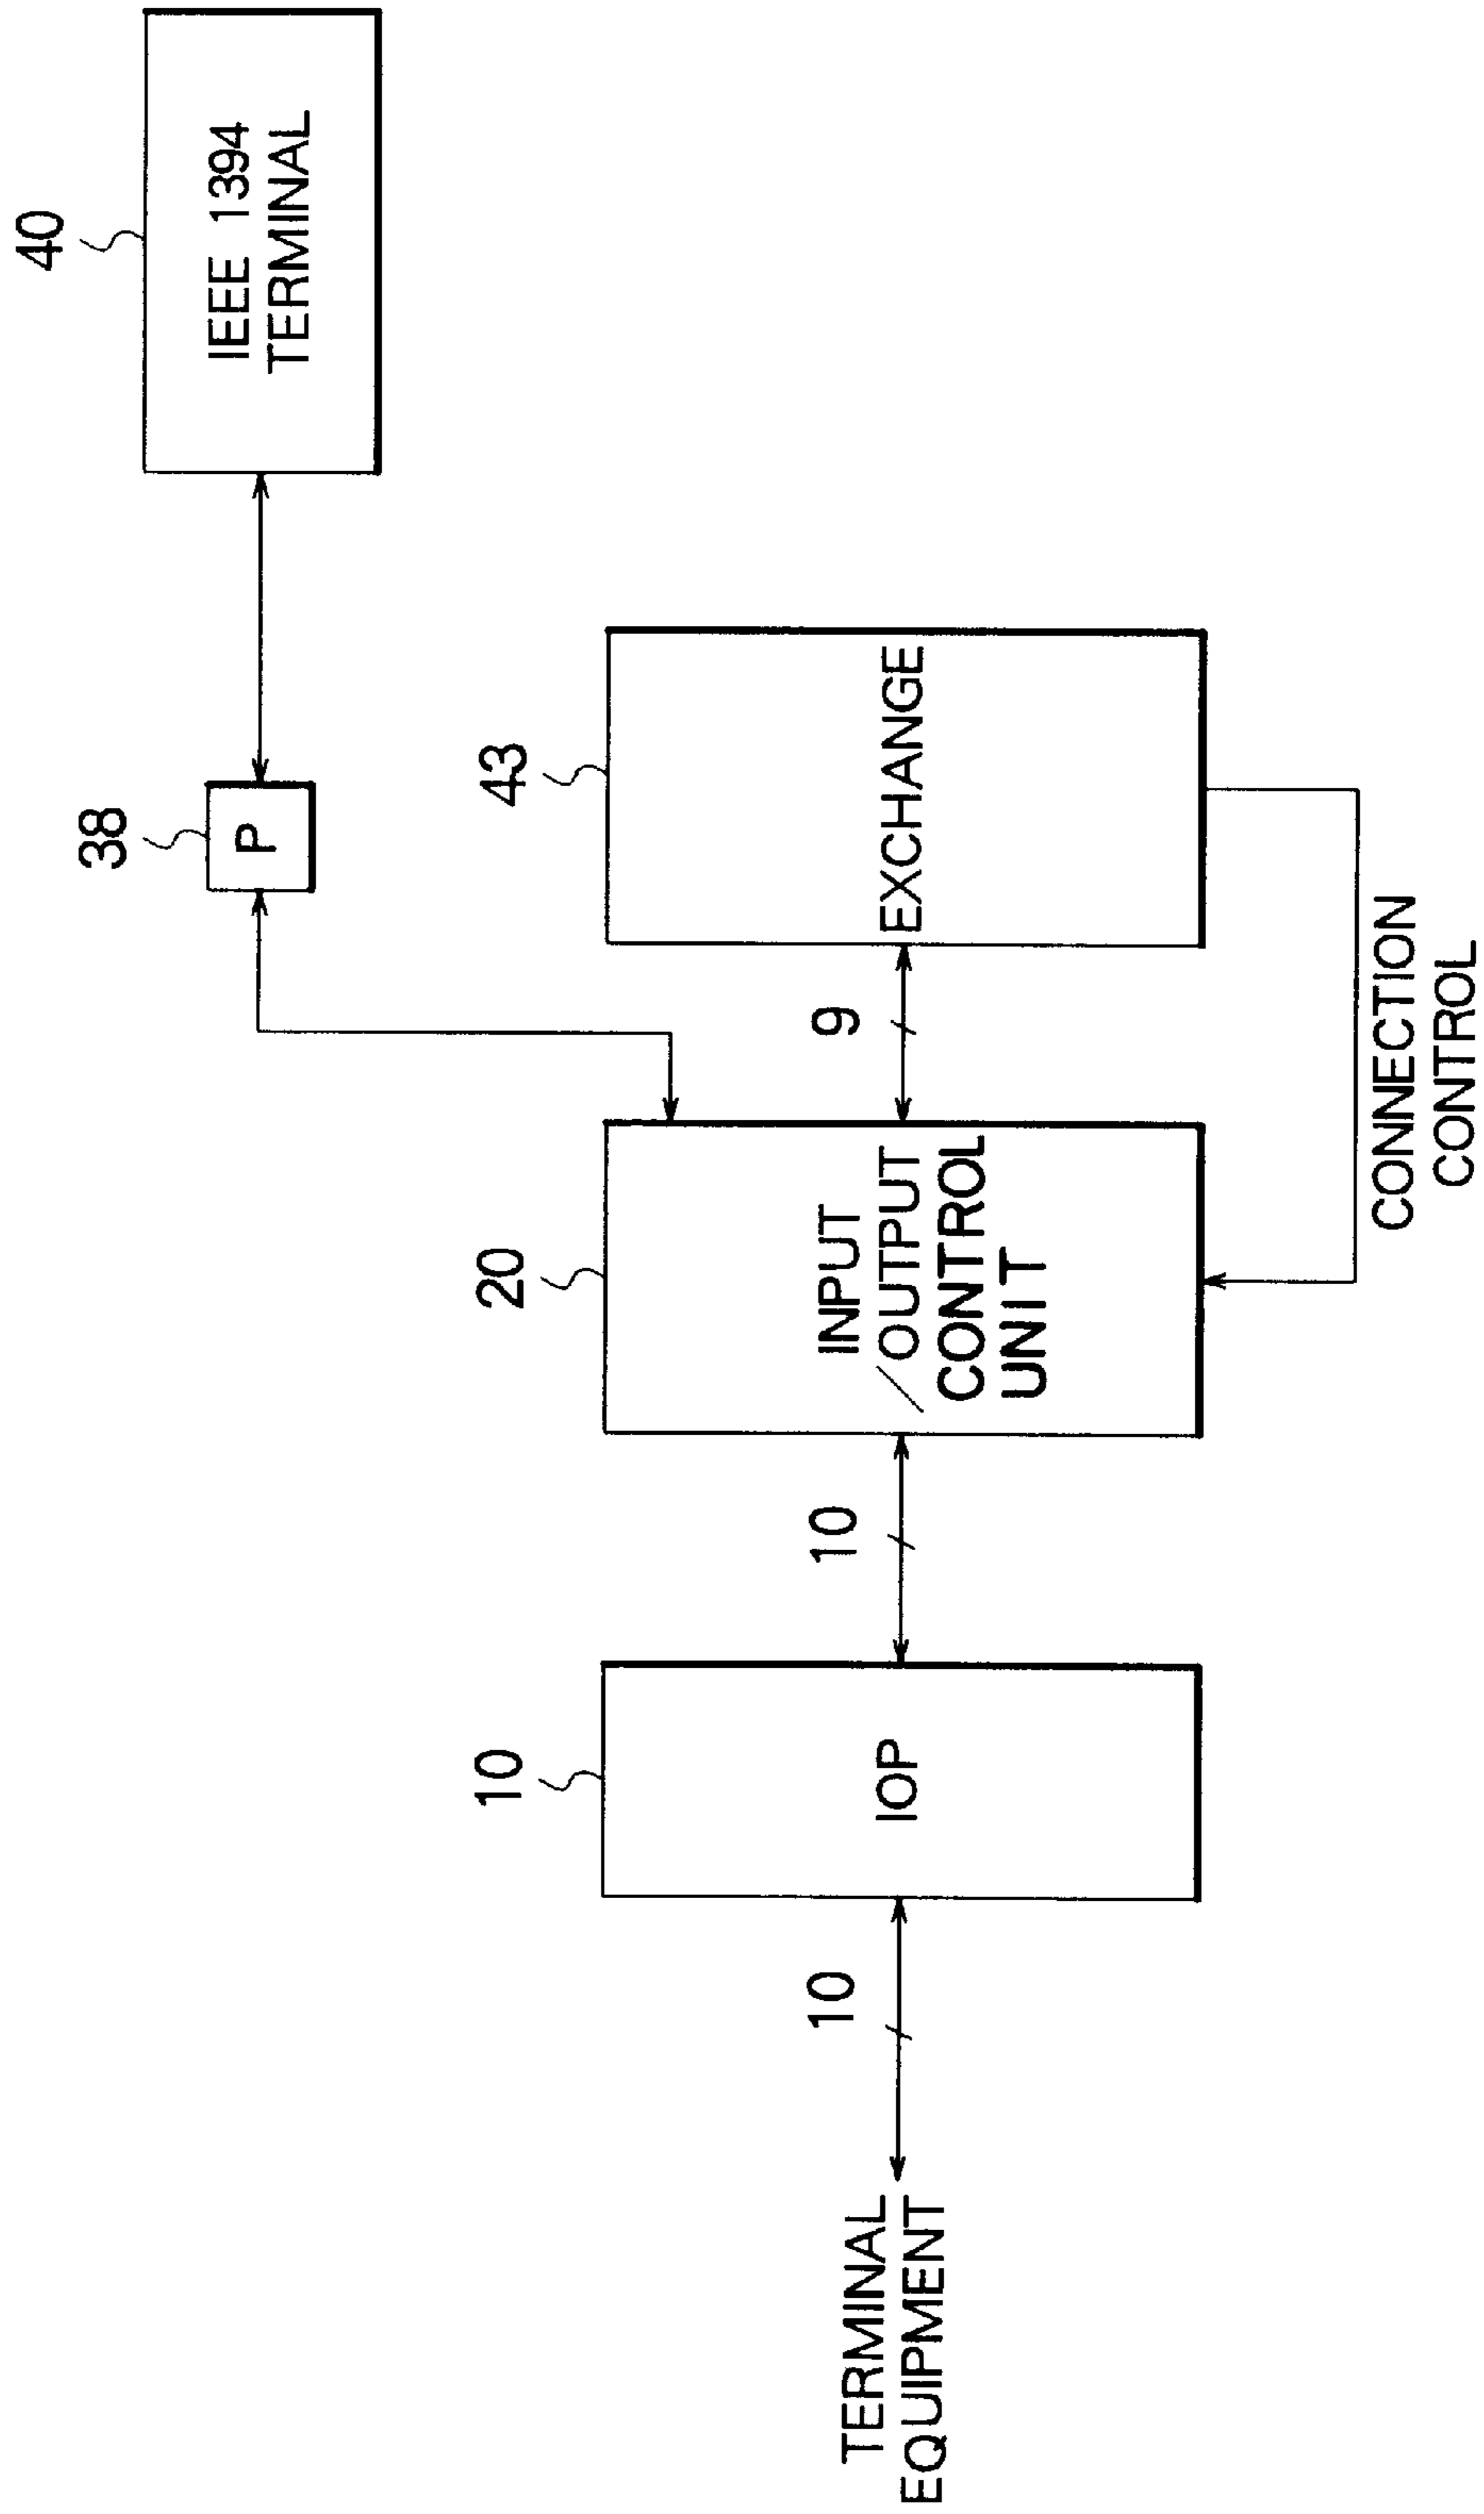 40
IEEE 1394
TERMINAL
38
P
43
EXCHANGE
9
20
INPUT
/OUTPUT
CONTROL
UNIT
CONNECTION
CONTROL
10
10
IOP
10
TERMINAL
EQUIPMENT